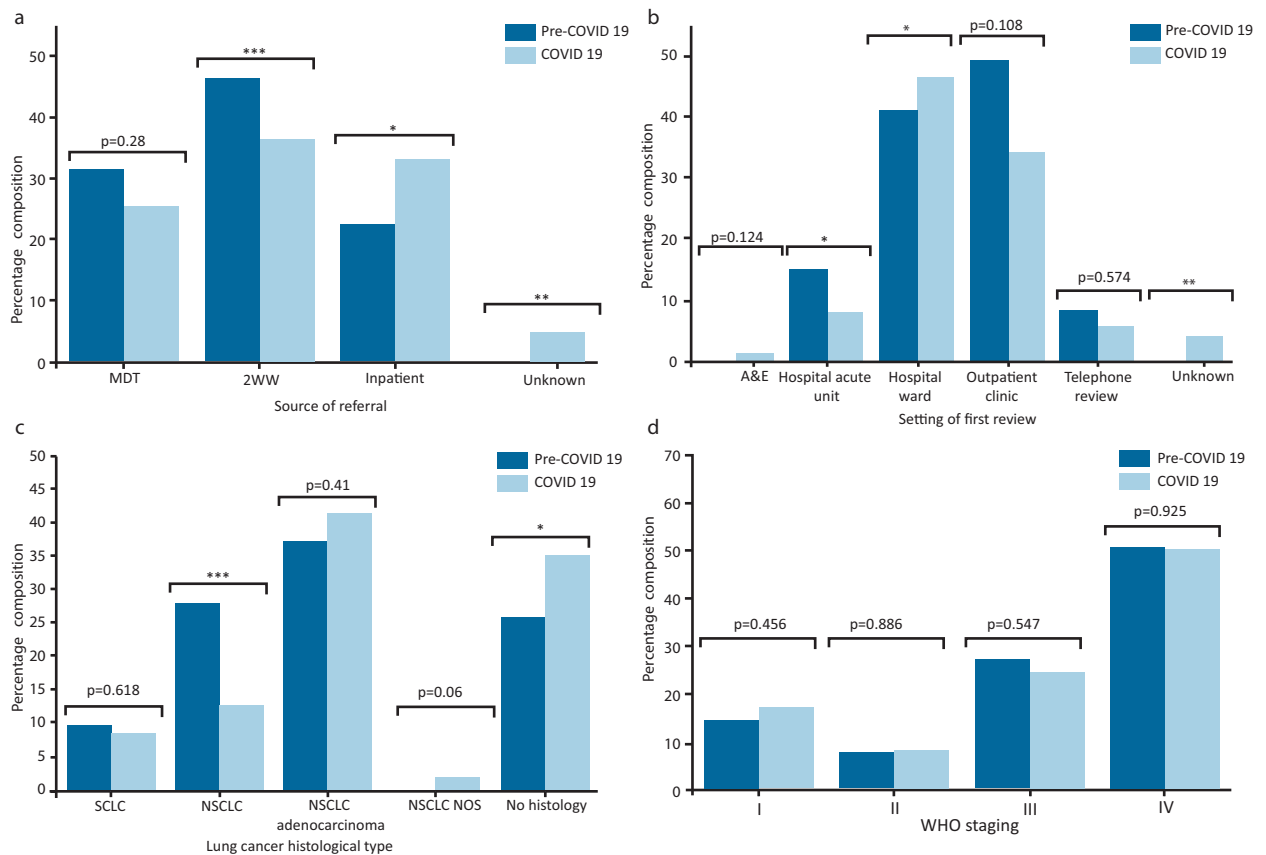 a
Pre-COVID 19
COVID 19
Percentage composition
50
40
30
20
10
0
p=0.28
***
*
**
MDT
2WW
Inpatient
Unknown
Source of referral
b
Pre-COVID 19
COVID 19
Percentage composition
50
40
30
20
10
0
p=0.124
*
*
p=0.108
p=0.574
**
A&E
Hospital acute
unit
Hospital
ward
Outpatient
clinic
Telephone
review
Unknown
Setting of first review
c
Pre-COVID 19
COVID 19
Percentage composition
50
45
40
35
30
25
20
15
10
5
0
p=0.618
***
p=0.41
p=0.06
*
SCLC
NSCLC
NSCLC
adenocarcinoma
NSCLC NOS
No histology
Lung cancer histological type
d
Pre-COVID 19
COVID 19
Percentage composition
70
60
50
40
30
20
10
0
p=0.456
p=0.886
p=0.547
p=0.925
I
II
III
IV
WHO staging